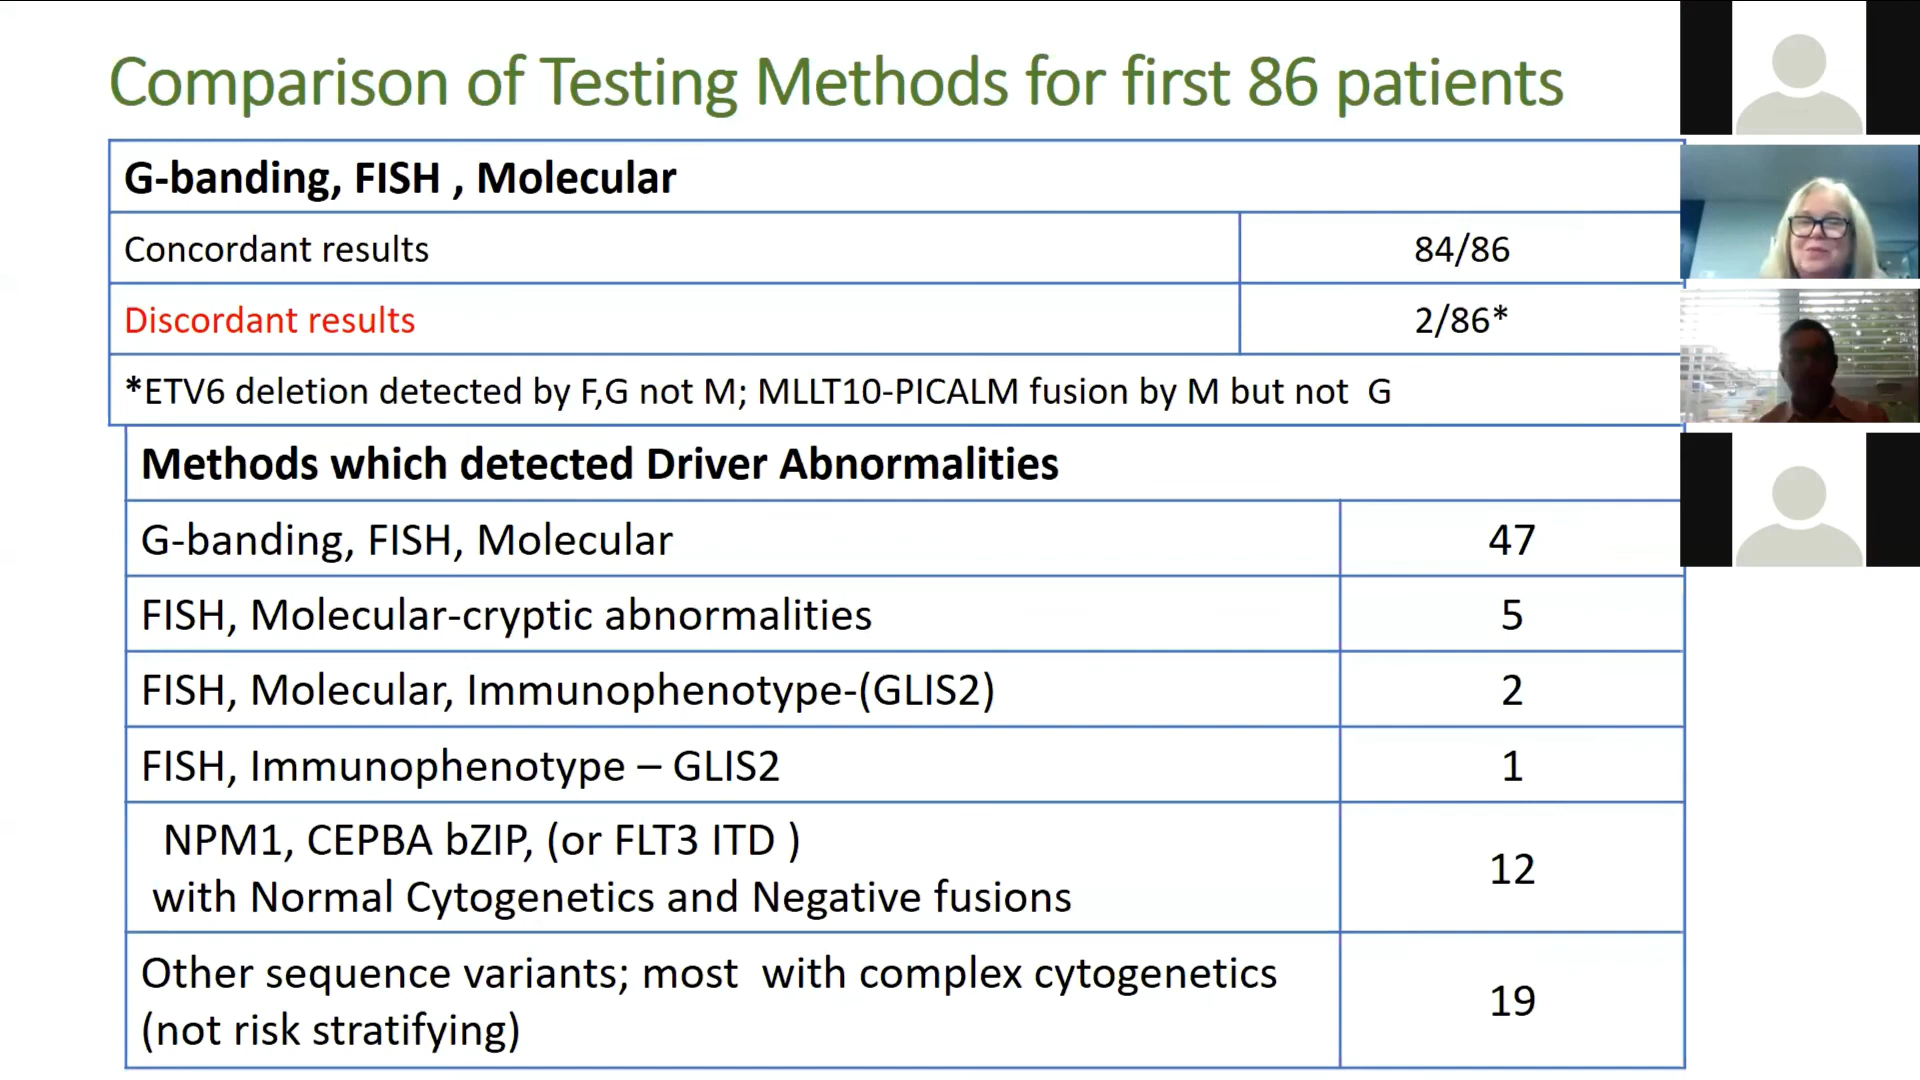 Comparison of Testing Methods for first 86 patients
G-banding, FISH , Molecular
Concordant results 84/86
Discordant results 2/86*
*ETV6 deletion detected by F,G not M; MLLT10-PICALM fusion by M but not G
Methods which detected Driver Abnormalities
G-banding, FISH, Molecular 47
FISH, Molecular-cryptic abnormalities 5
FISH, Molecular, Immunophenotype-(GLIS2) 2
FISH, Immunophenotype – GLIS2 1
NPM1, CEPBA bZIP, (or FLT3 ITD )
with Normal Cytogenetics and Negative fusions 12
Other sequence variants; most with complex cytogenetics
(not risk stratifying) 19